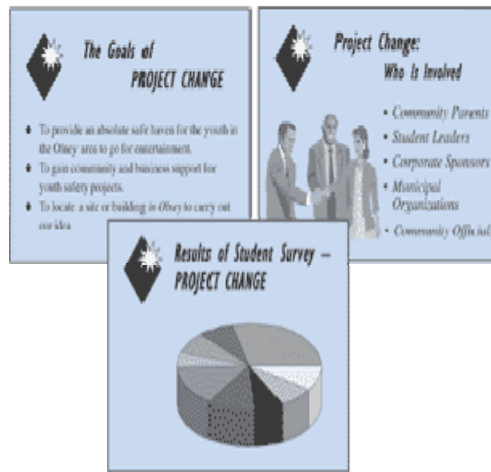 The Goals of
PROJECT CHANGE
To provide an absolute safe haven for the youth in
the Olney area to go for entertainment.
To gain community and business support for
youth safety projects.
To locate a site or building in Olney to carry out
our idea
Project Change:
Who Is Involved
• Community Parents
• Student Leaders
• Corporate Sponsors
• Municipal
Organizations
• Community Officials
Results of Student Survey –
PROJECT CHANGE